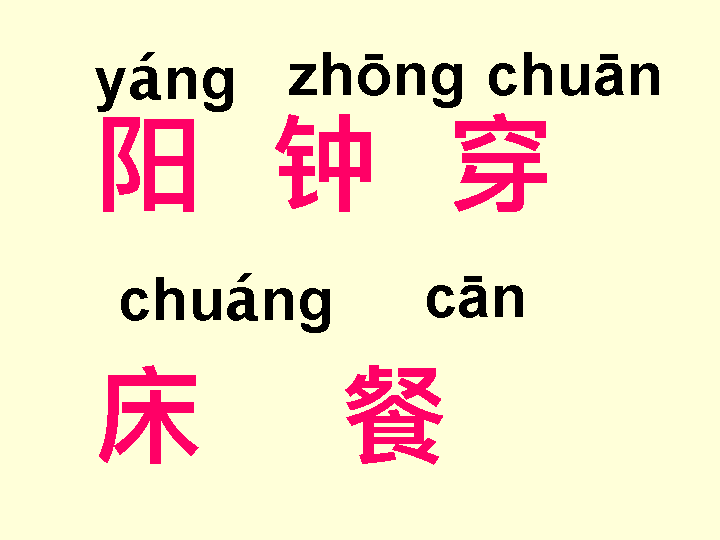 yáng zhōng chuān
阳 钟 穿
chuáng cān
床 餐